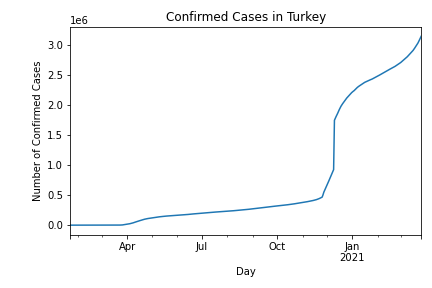 Confirmed Cases in Turkey
1e6
3.0
2.5
2.0
1.5
1.0
0.5
0.0
Number of Confirmed Cases
Apr Jul Oct Jan
2021
Day